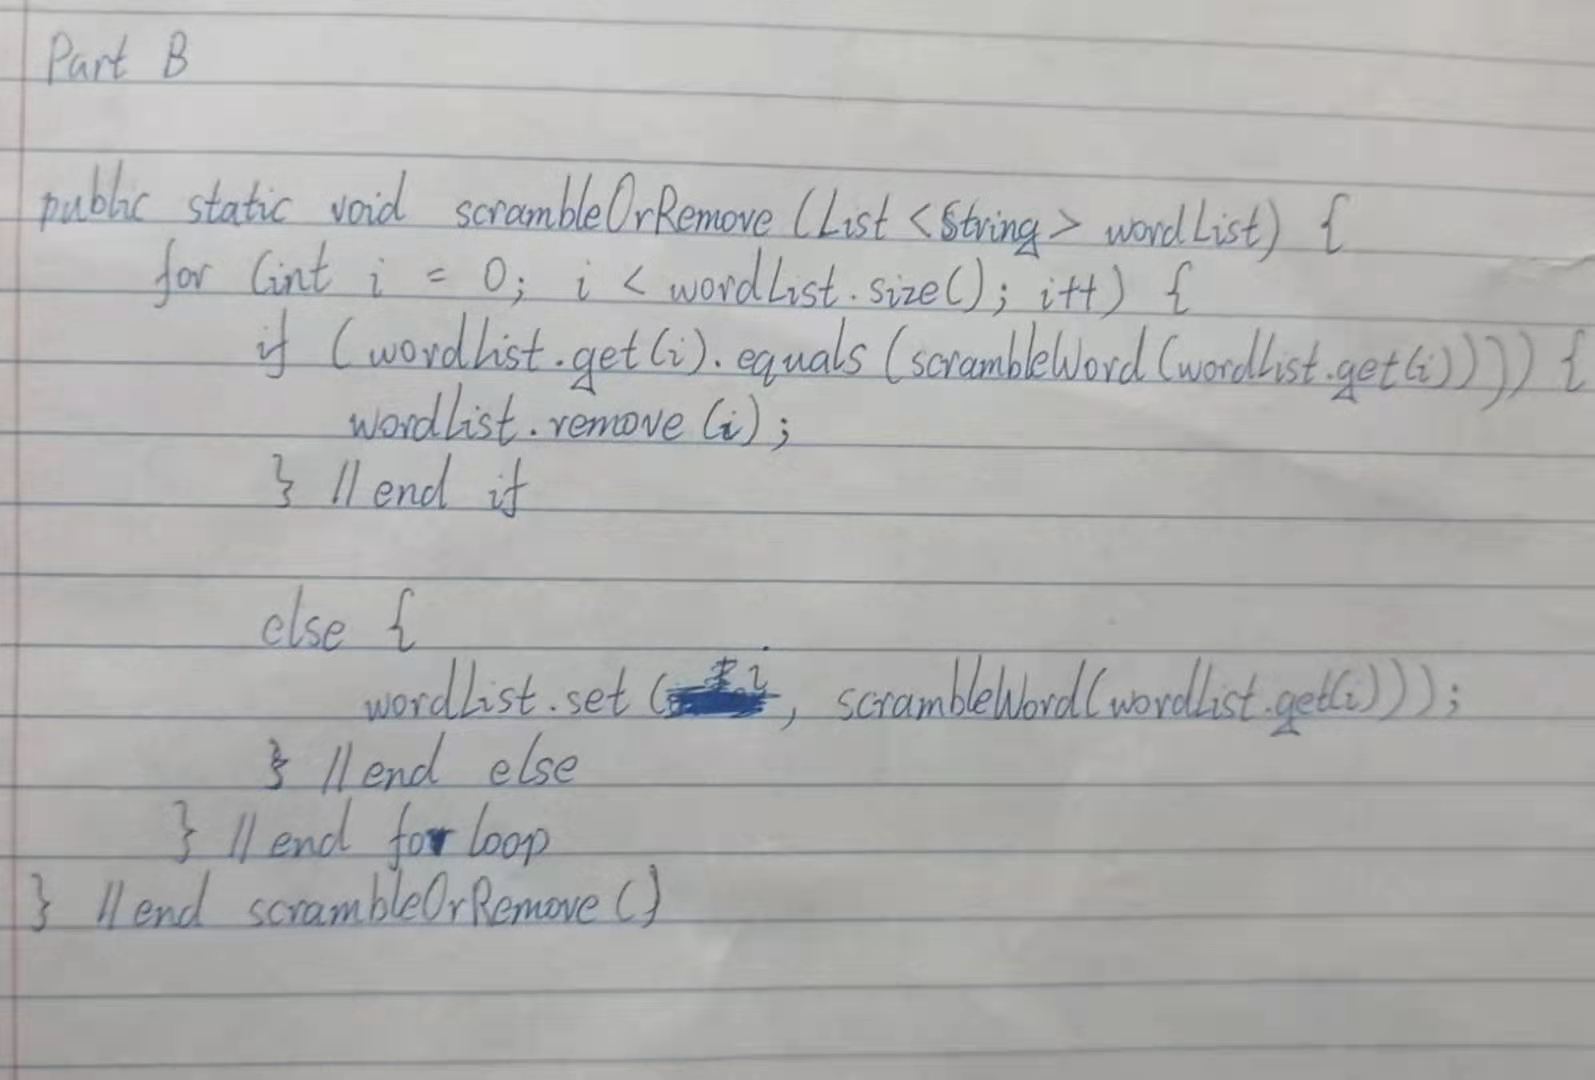 Part B
public static void scrambleOrRemove (List <String> wordList) {
for (int i = 0; i < wordList.size(); i++) {
if (wordList.get(i).equals (scrambleWord (wordList.get(i)))) {
wordList.remove (i);
} //end if
else {
wordList.set (i, scrambleWord(wordList.get(i)));
} //end else
} //end for loop
} //end scrambleOrRemove()